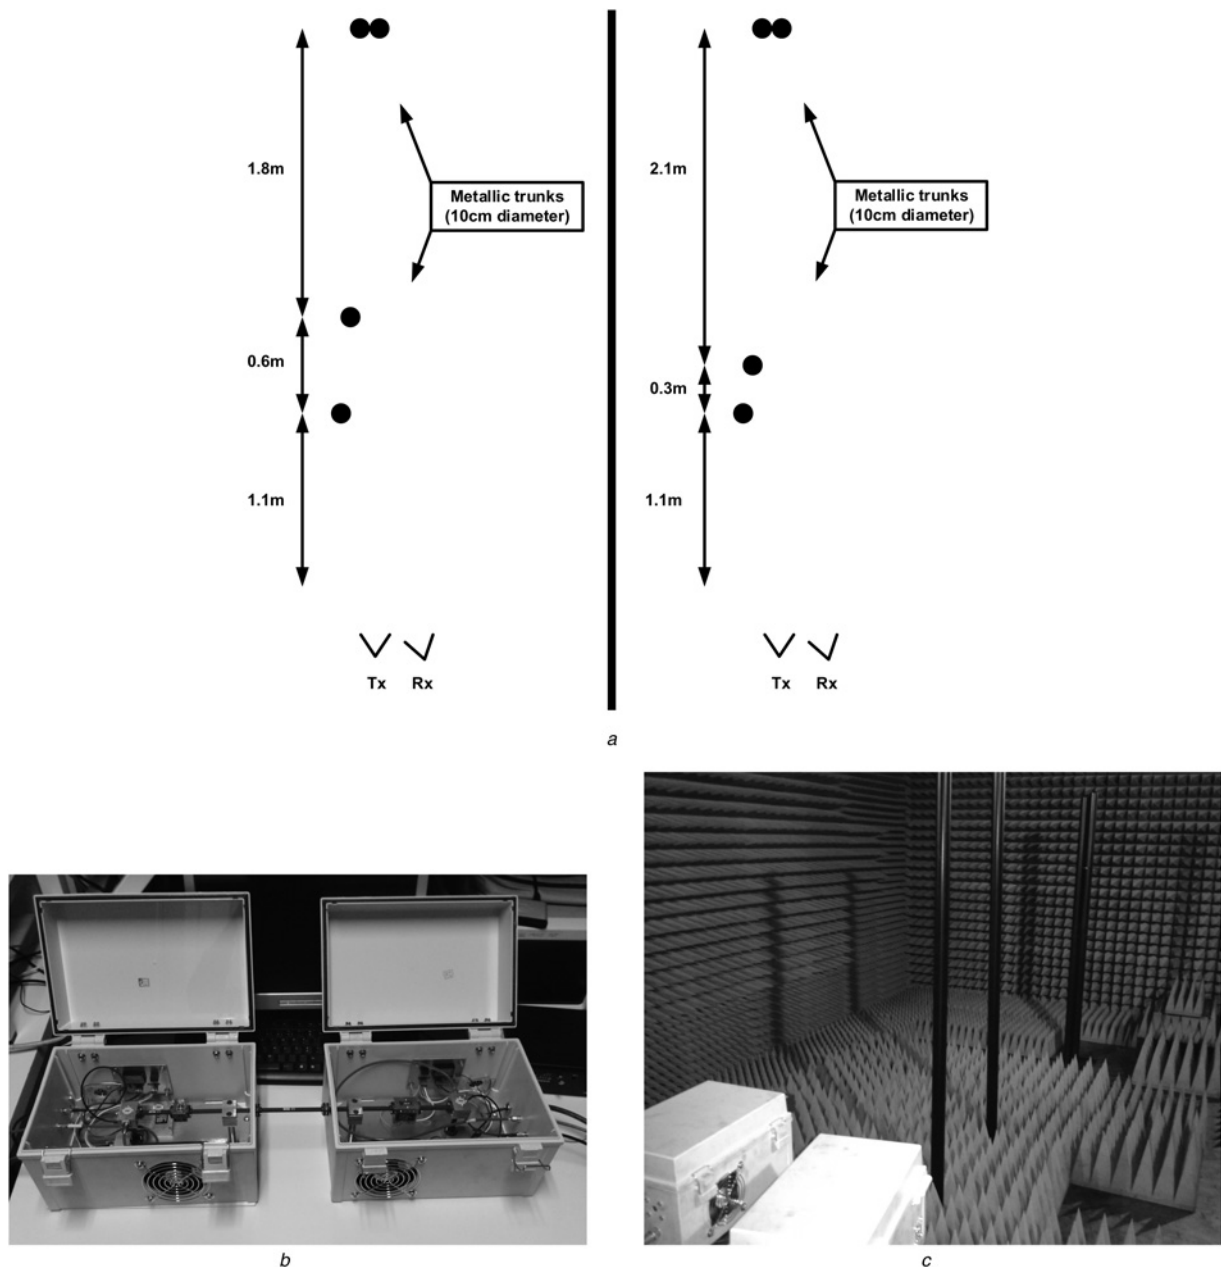 1.8m
Metallic trunks
(10cm diameter)
0.6m
1.1m
Tx Rx
2.1m
Metallic trunks
(10cm diameter)
0.3m
1.1m
Tx Rx
a
b
c